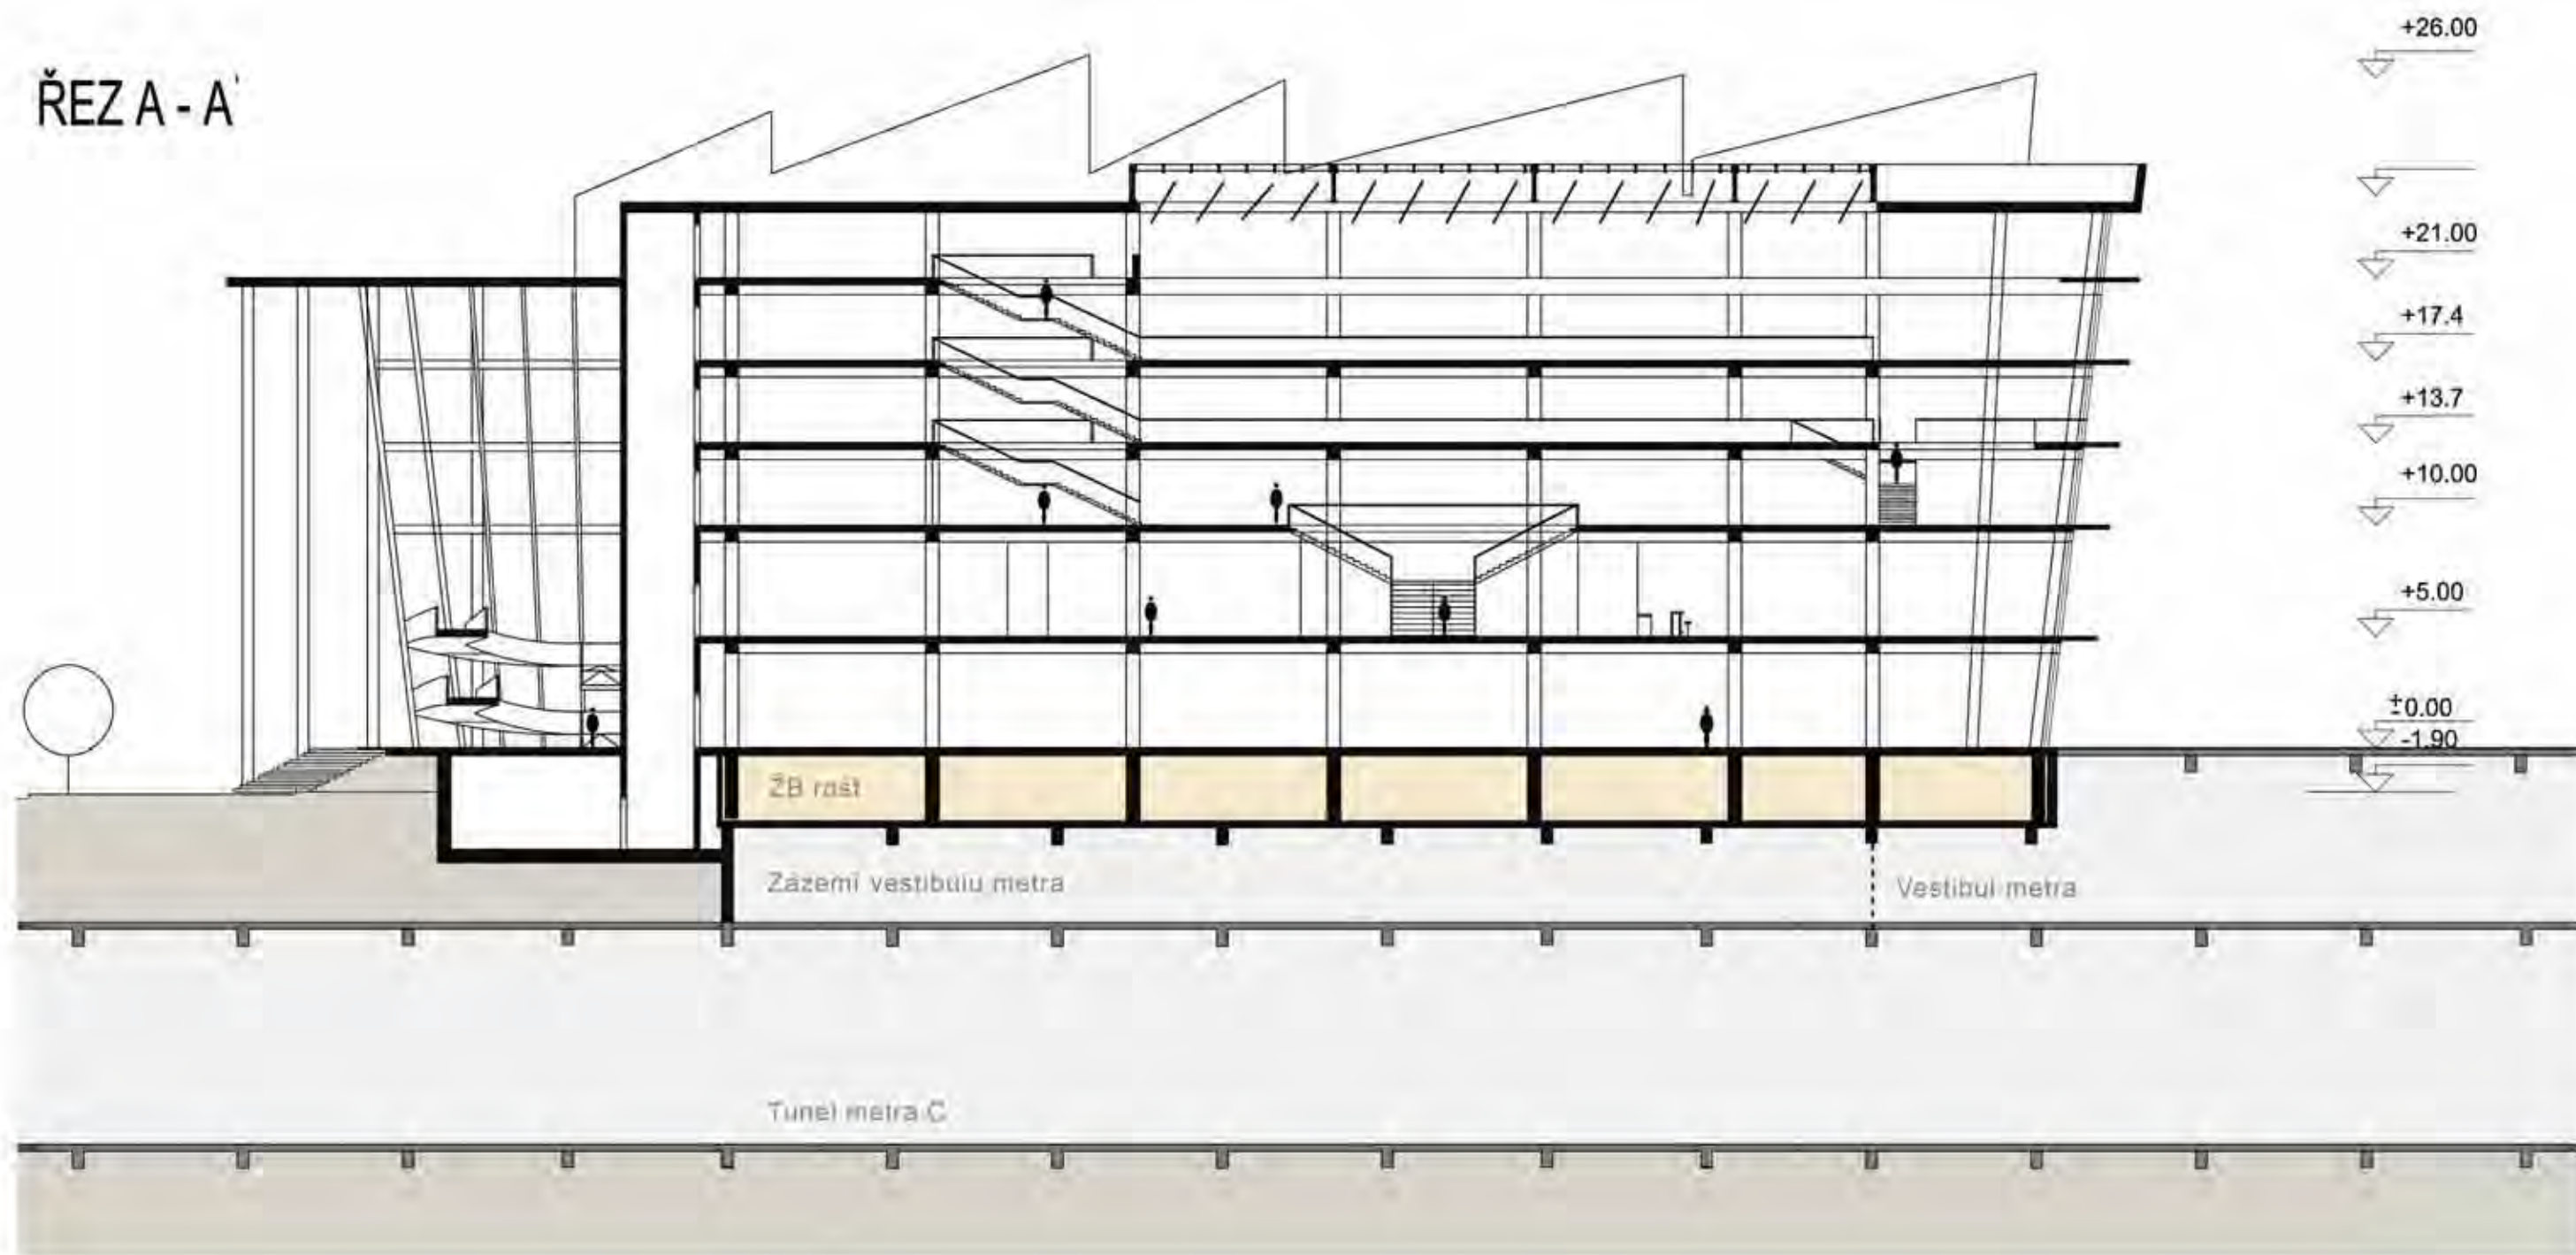 ŘEZ A - A'
+26.00
+21.00
+17.4
+13.7
+10.00
+5.00
±0.00
-1.90
ŽB rošt
Zázemí vestibulu metra
Vestibul metra
Tunel metra C